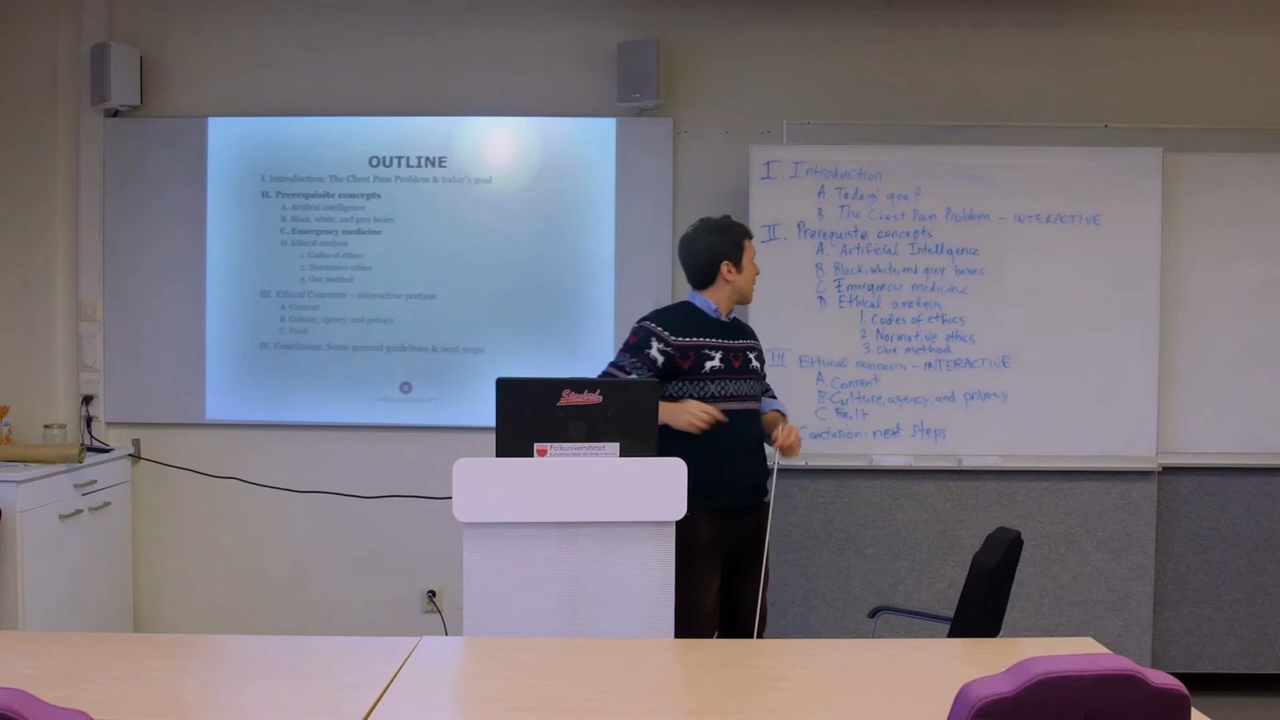 OUTLINE
I. Introduction: The Chest Pain Problem & today's goal
II. Prerequisite concepts
A. Artificial intelligence
B. Black, white, and grey boxes
C. Emergency medicine
D. Ethical analysis
1. Codes of ethics
2. Normative ethics
3. Our method
III. Ethical Concerns – interactive portion
A. Consent
B. Culture, agency, and privacy
C. Fault
IV. Conclusion: Some general guidelines & next steps
UNIVERSITY
I. Introduction
A. Today's goal
B. The Chest Pain Problem - INTERACTIVE
II. Prerequiste concepts
A. Artificial Intelligence
B. Black, white, and grey boxes
C. Emergency medicine
D. Ethical analysis
1. Codes of ethics
2. Normative ethics
3. Our method
III Ethical concerns - INTERACTIVE
A. Consent
B. Culture, agency, and privacy
C. Fault
Conclusion: next steps
Stanford
Folkuniversitetet